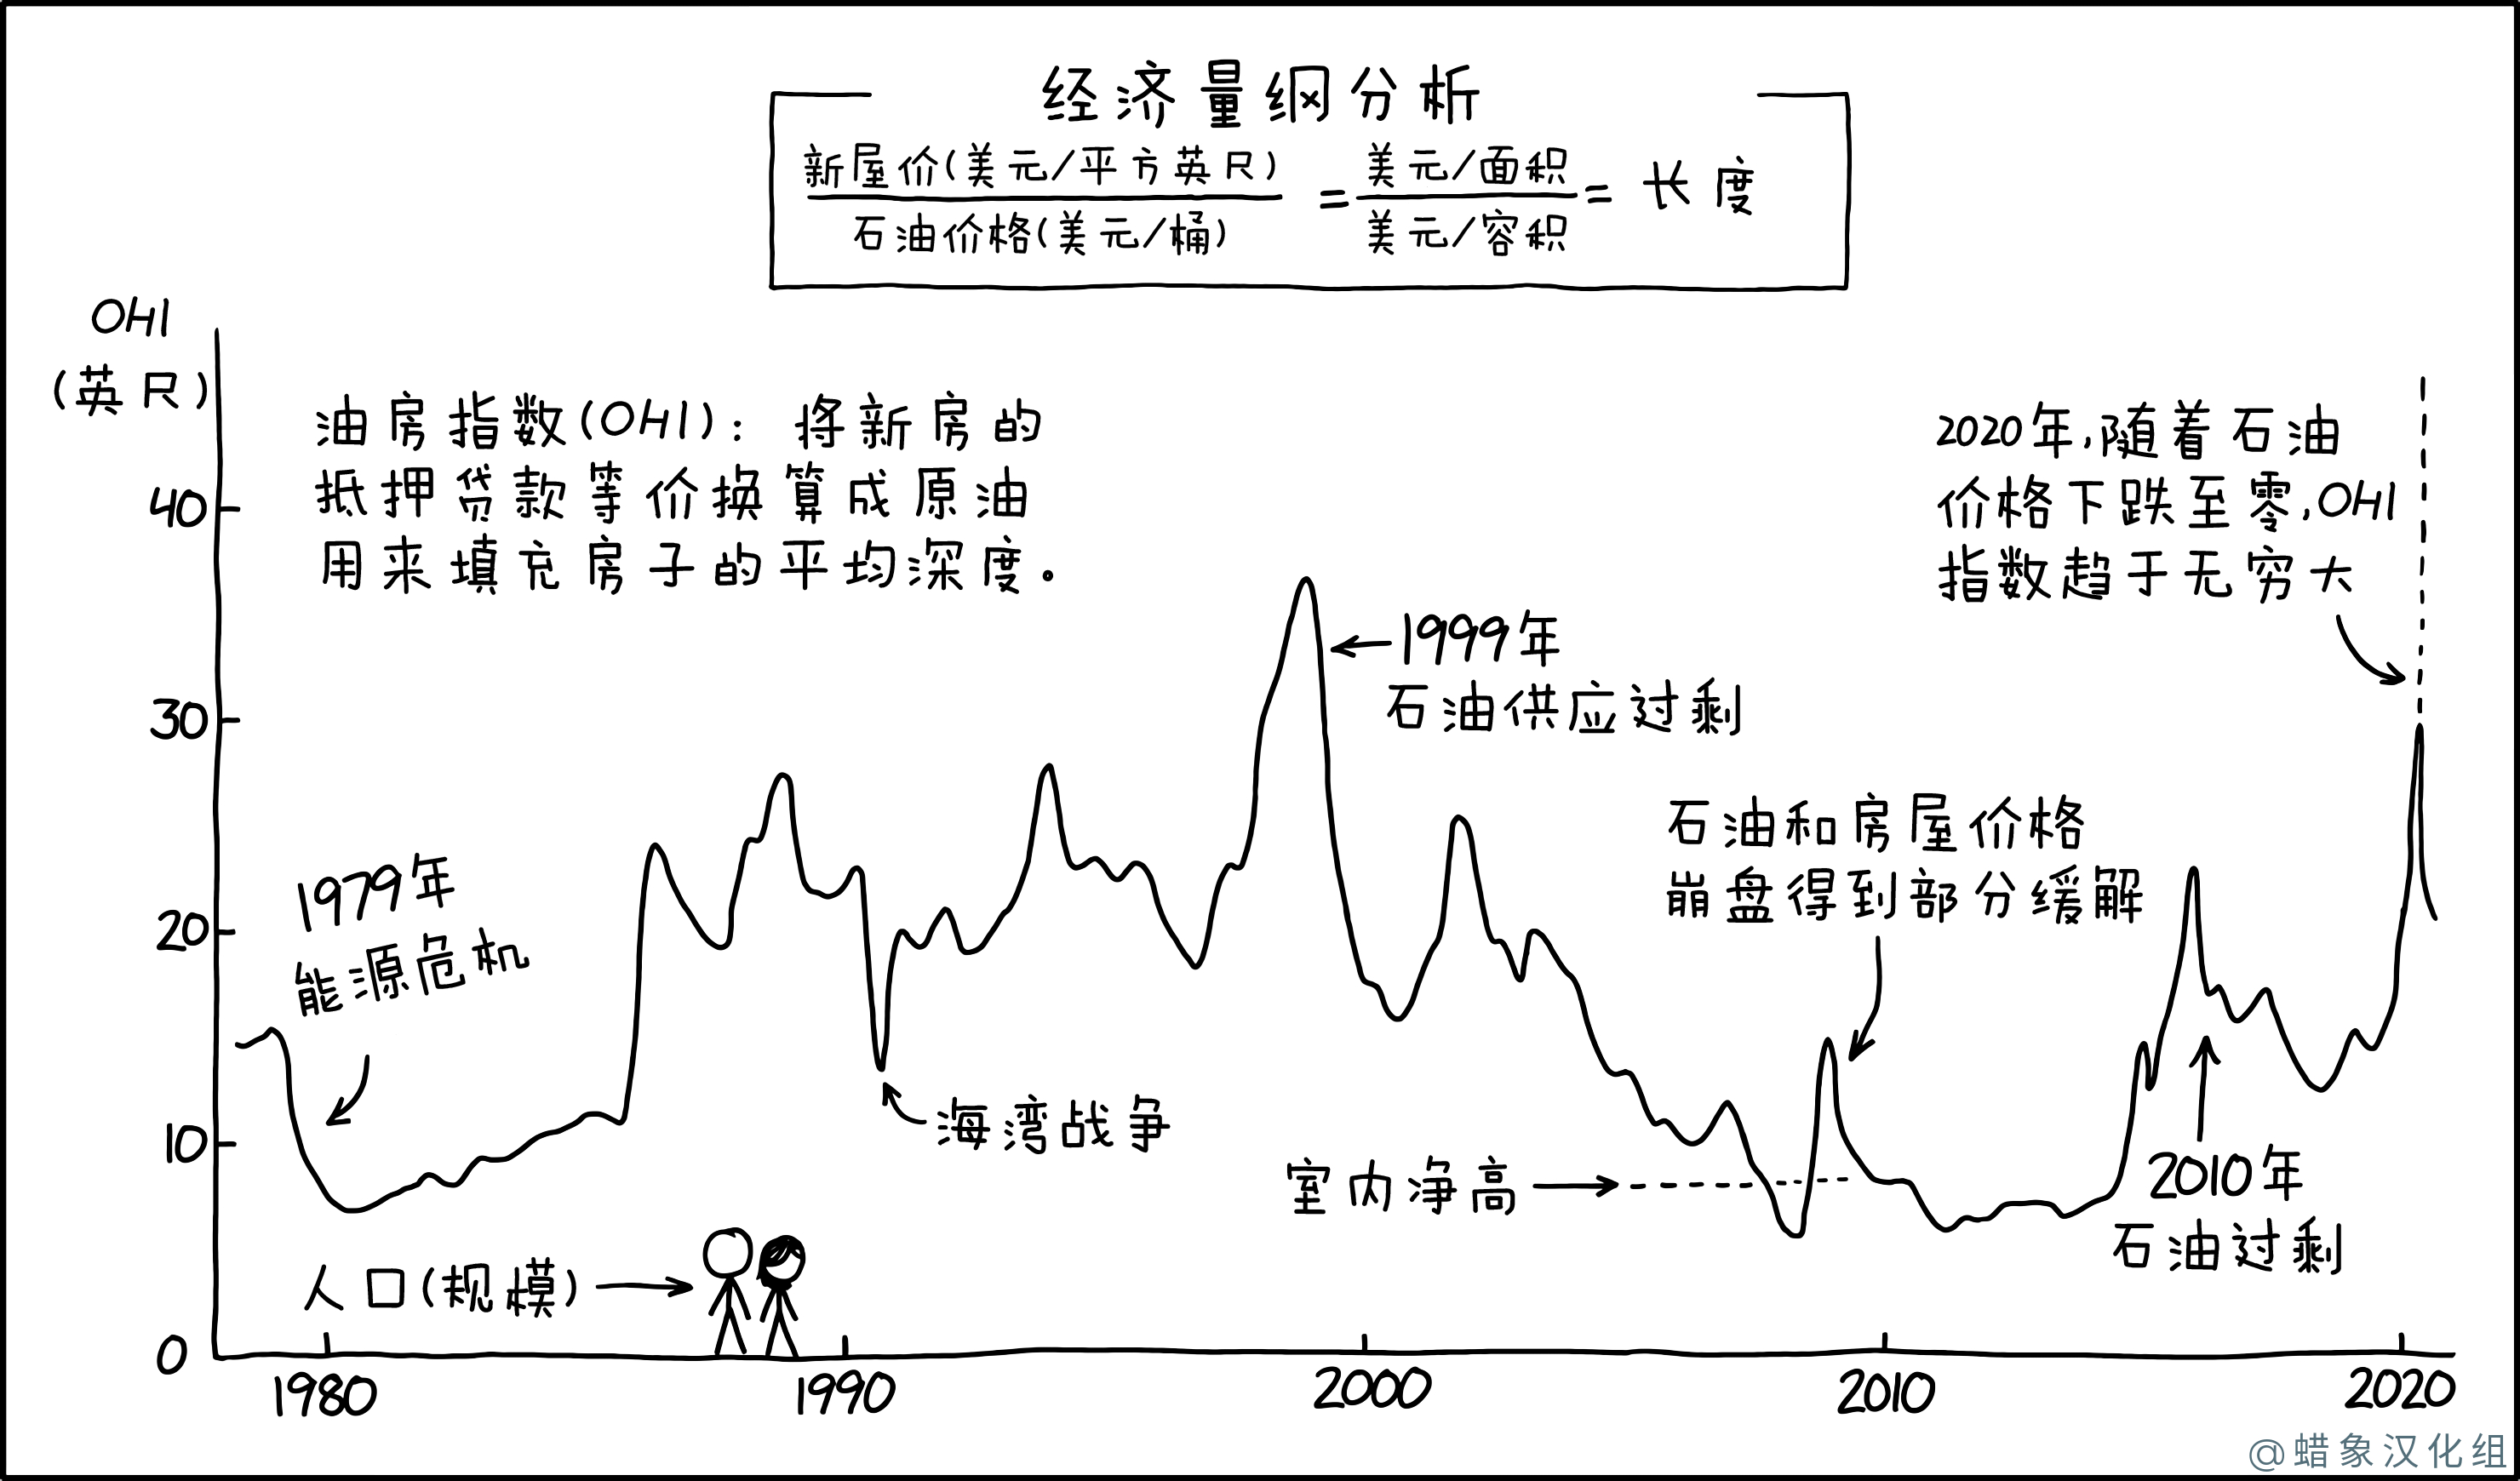 经济量纲分析
新屋价(美元/平方英尺)
石油价格(美元/桶)
=
美元/面积
美元/容积
= 长度
OHI
(英尺)
油房指数(OHI): 将新房的
抵押贷款等价换算成原油
用来填充房子的平均深度。
2020年,随着石油
价格下跌至零,OHI
指数趋于无穷大
40
30
20
10
0
1999年
石油供应过剩
石油和房屋价格
崩盘得到部分缓解
1979年
能源危机
海湾战争
室内净高
2010年
石油过剩
人口(规模)
1980
1990
2000
2010
2020
@蜡象汉化组